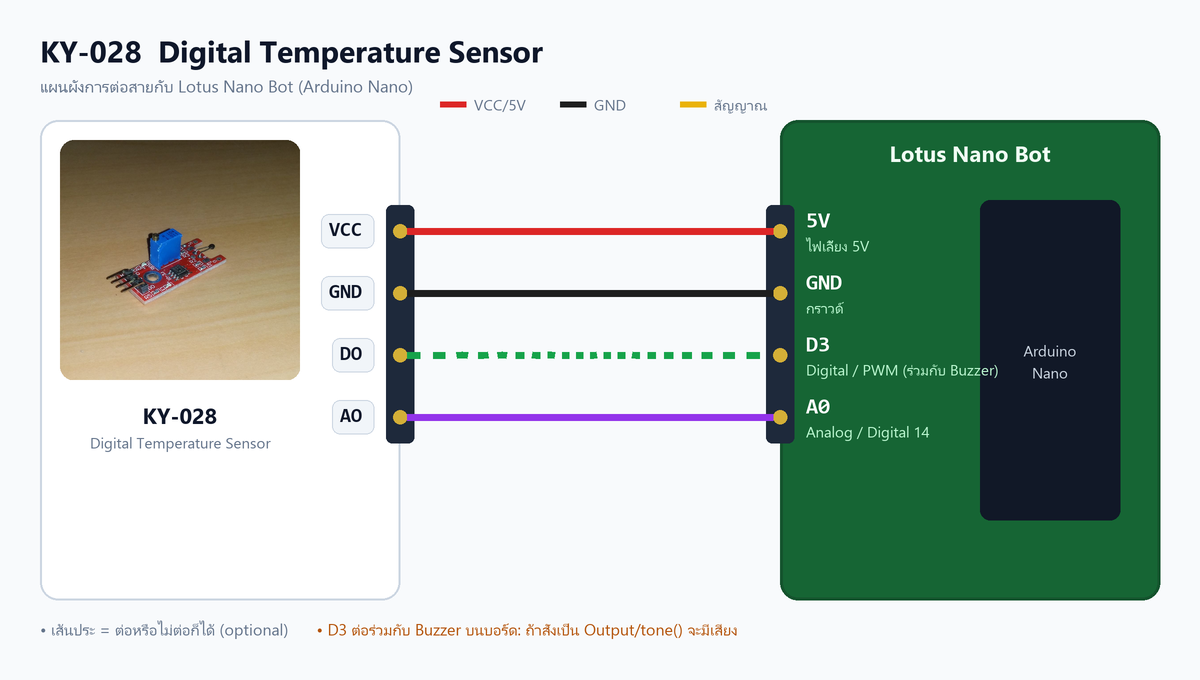 KY-028 Digital Temperature Sensor
แผนผังการต่อสายกับ Lotus Nano Bot (Arduino Nano)
VCC/5V GND สัญญาณ
Lotus Nano Bot
VCC
GND
DO
AO
5V
ไฟเลี้ยง 5V
GND
กราวด์
D3
Digital / PWM (ร่วมกับ Buzzer)
A0
Analog / Digital 14
Arduino
Nano
KY-028
Digital Temperature Sensor
• เส้นประ = ต่อหรือไม่ต่อก็ได้ (optional) • D3 ต่อร่วมกับ Buzzer บนบอร์ด: ถ้าสั่งเป็น Output/tone() จะมีเสียง